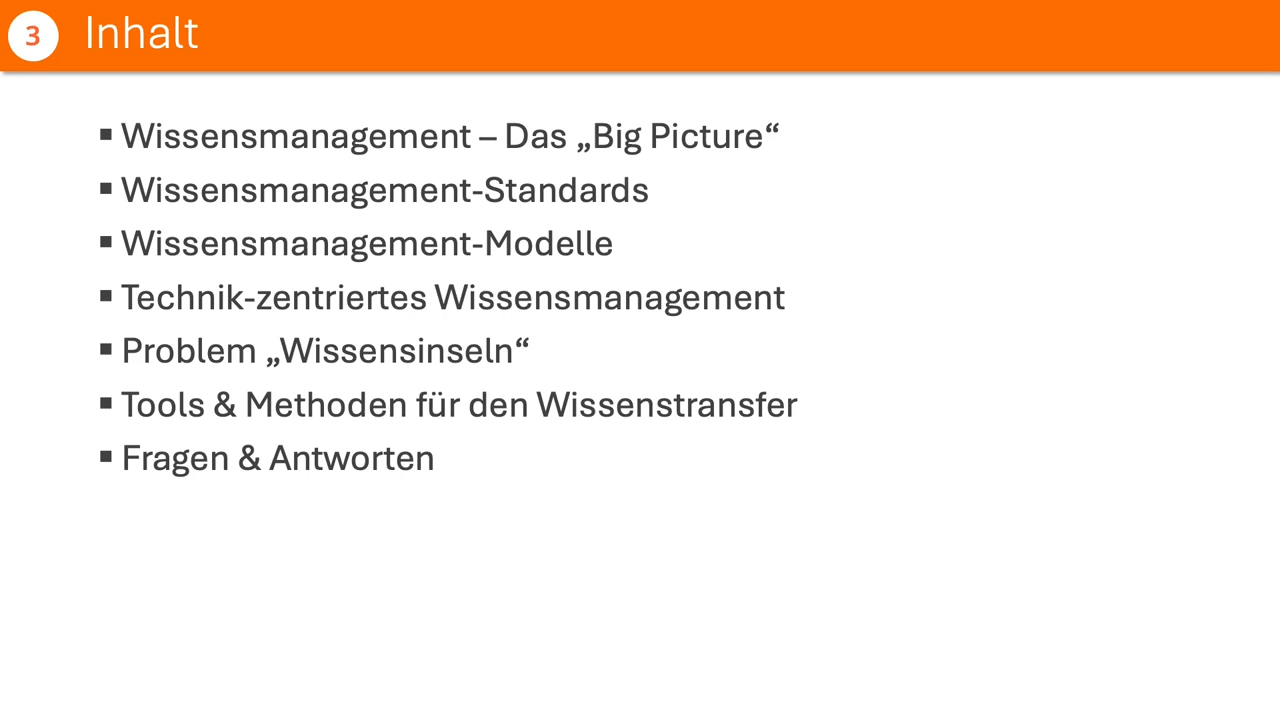 3 Inhalt
▪ Wissensmanagement – Das „Big Picture“
▪ Wissensmanagement-Standards
▪ Wissensmanagement-Modelle
▪ Technik-zentriertes Wissensmanagement
▪ Problem „Wissensinseln“
▪ Tools & Methoden für den Wissenstransfer
▪ Fragen & Antworten